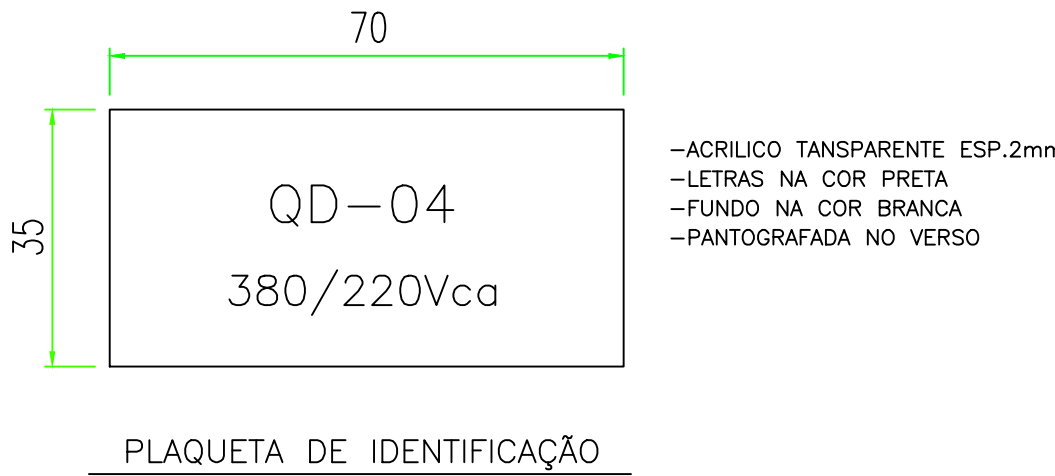 70
35
QD-04
380/220Vca
-ACRILICO TANSPARENTE ESP.2mm
-LETRAS NA COR PRETA
-FUNDO NA COR BRANCA
-PANTOGRAFADA NO VERSO
PLAQUETA DE IDENTIFICAÇÃO